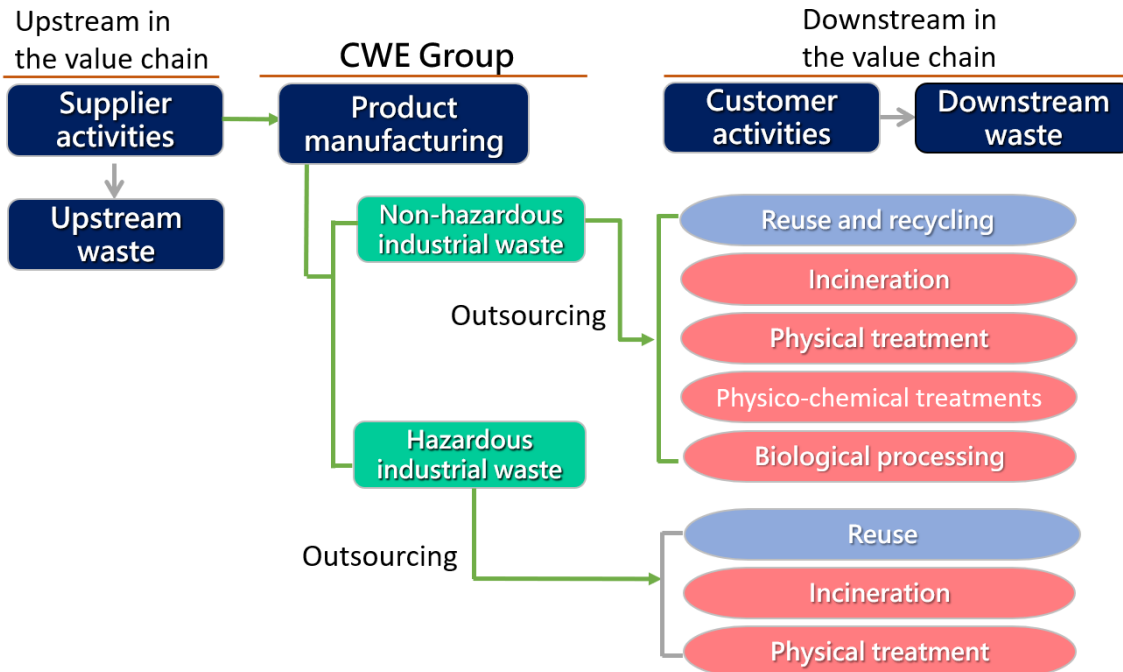 Upstream in
the value chain
CWE Group
Downstream in
the value chain
Supplier
activities
Product
manufacturing
Customer
activities
Downstream
waste
Upstream
waste
Non-hazardous
industrial waste
Outsourcing
Reuse and recycling
Incineration
Physical treatment
Physico-chemical treatments
Biological processing
Hazardous
industrial waste
Outsourcing
Reuse
Incineration
Physical treatment